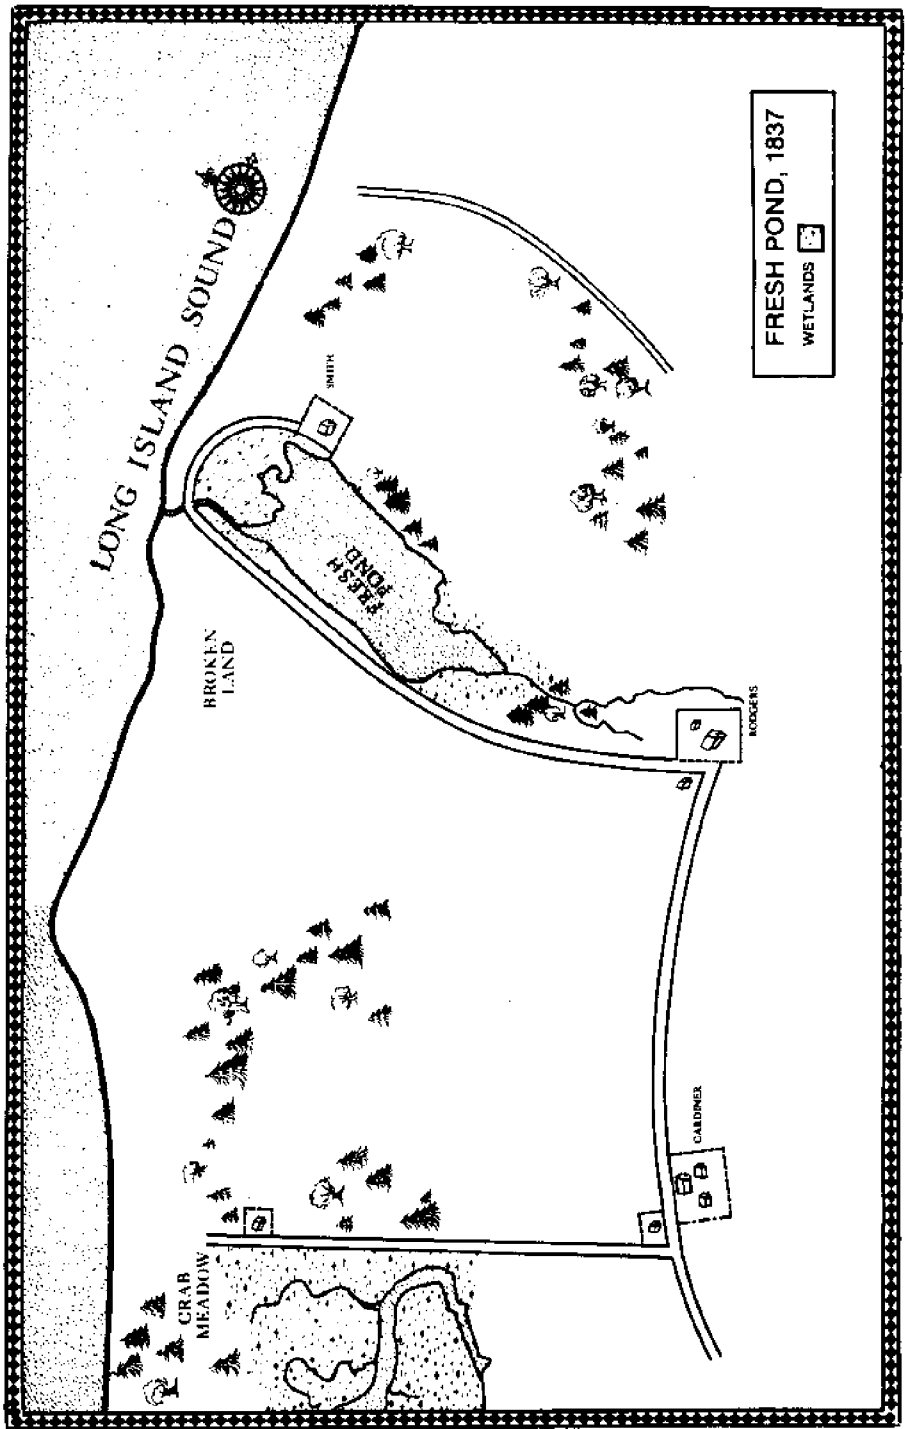 LONG ISLAND SOUND
FRESH POND, 1837
WETLANDS
SMITH
FRESH
POND
BROKEN
LAND
RODGERS
GARDINER
CRAB
MEADOW